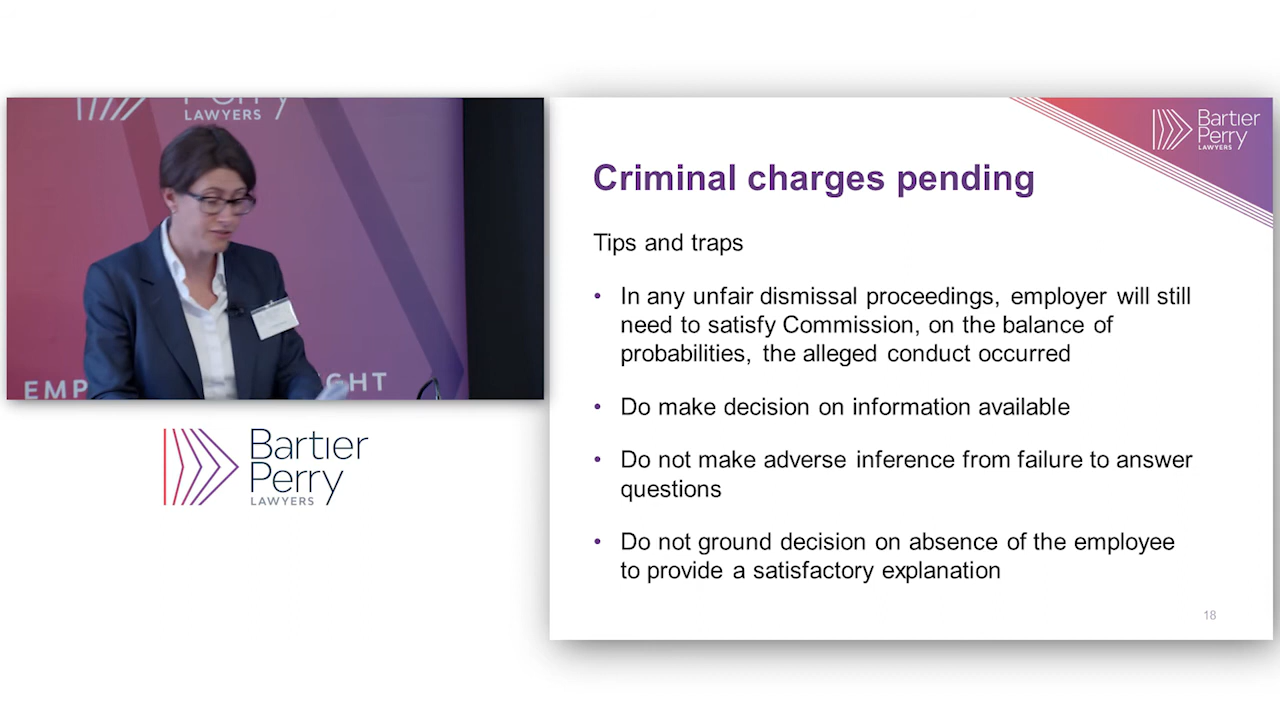 Perry
LAWYERS
EMP
GHT
Bartier
Perry
LAWYERS
Bartier
Perry
LAWYERS
Criminal charges pending
Tips and traps
• In any unfair dismissal proceedings, employer will still
need to satisfy Commission, on the balance of
probabilities, the alleged conduct occurred
• Do make decision on information available
• Do not make adverse inference from failure to answer
questions
• Do not ground decision on absence of the employee
to provide a satisfactory explanation
18